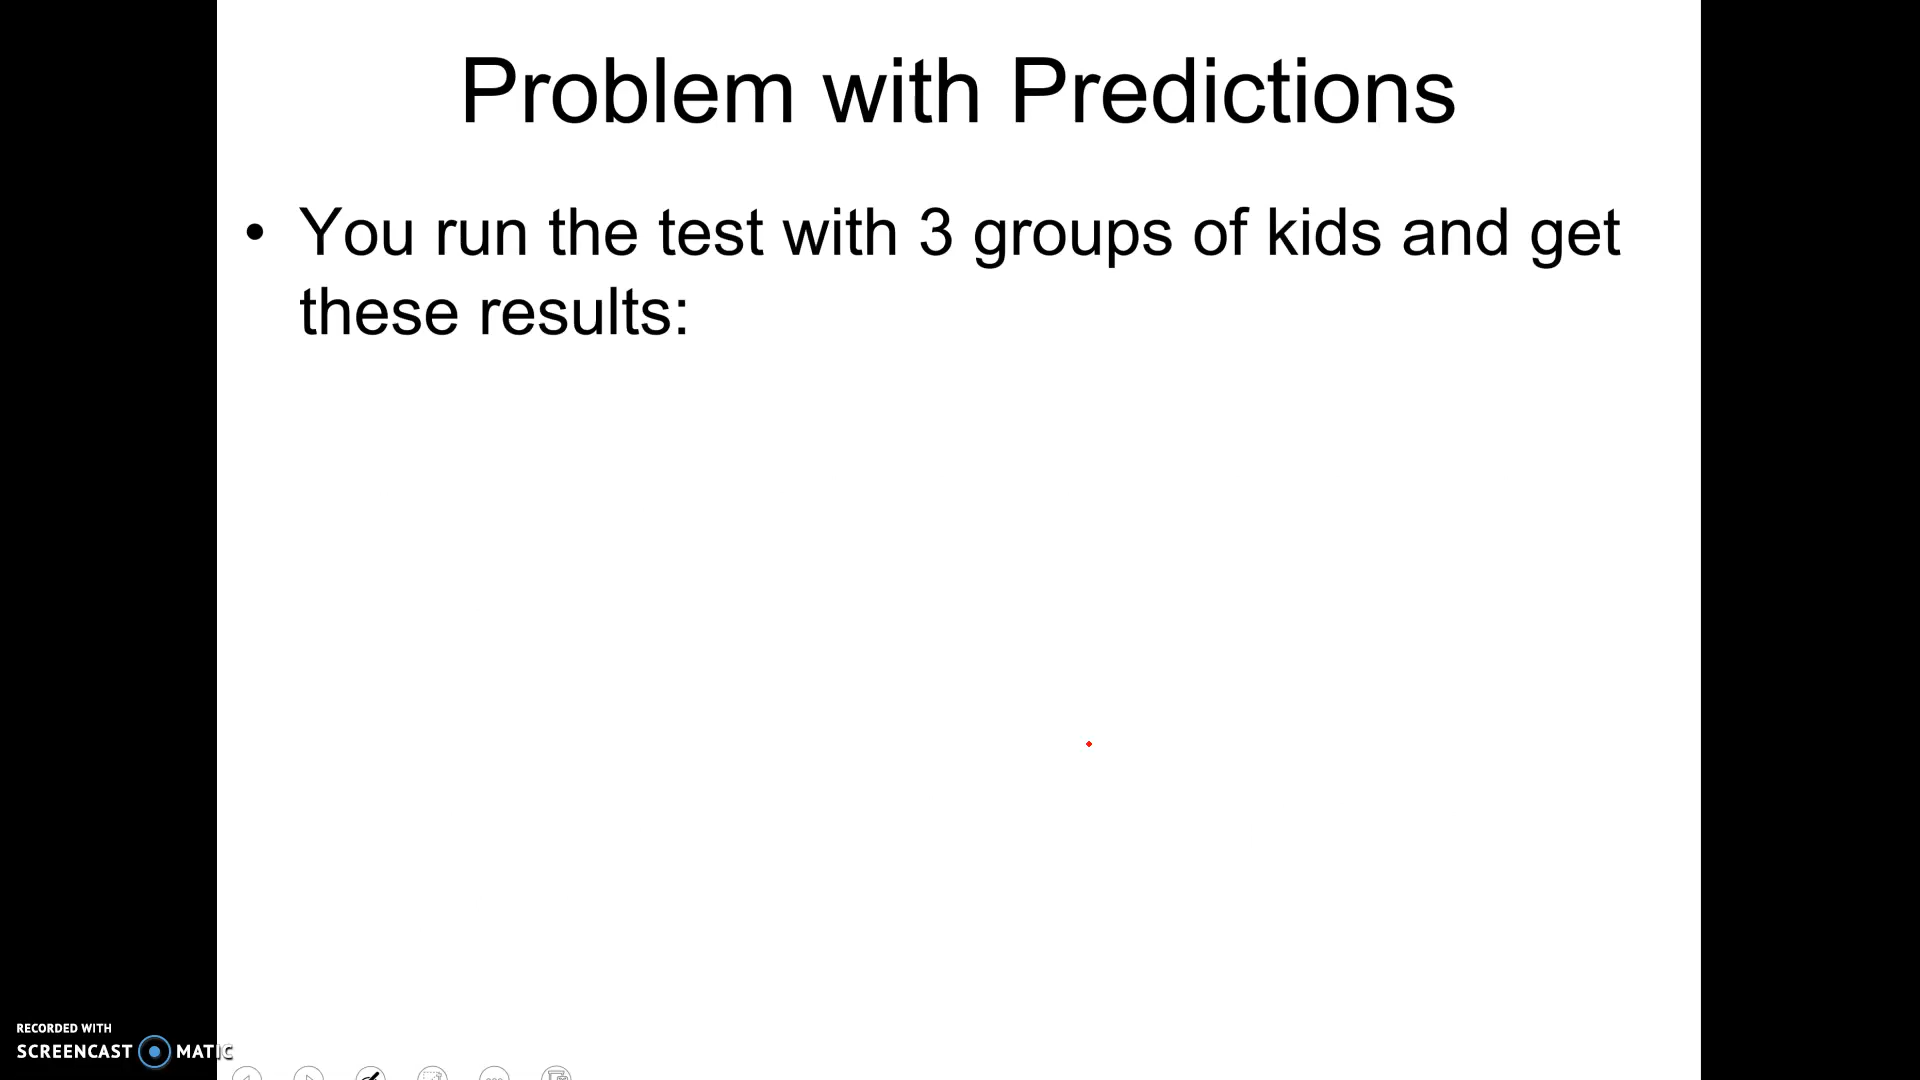 Problem with Predictions
• You run the test with 3 groups of kids and get
these results:
RECORDED WITH
SCREENCAST MATIC